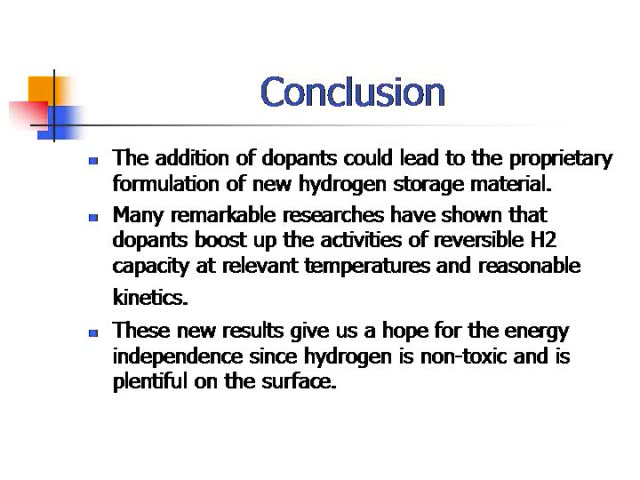 Conclusion
The addition of dopants could lead to the proprietary
formulation of new hydrogen storage material.
Many remarkable researches have shown that
dopants boost up the activities of reversible H2
capacity at relevant temperatures and reasonable
kinetics.
These new results give us a hope for the energy
independence since hydrogen is non-toxic and is
plentiful on the surface.